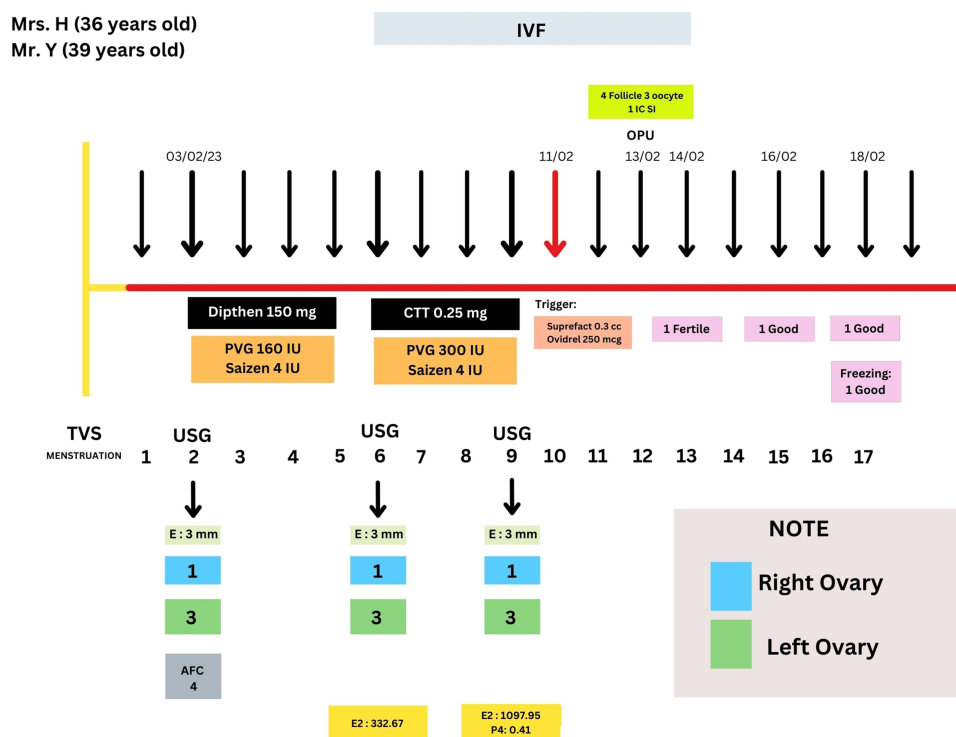 Mrs. H (36 years old)
Mr. Y (39 years old)
IVF
4 Follicle 3 oocyte
1 IC SI
OPU
03/02/23
11/02
13/02
14/02
16/02
18/02
Dipthen 150 mg
PVG 160 IU
Saizen 4 IU
CTT 0.25 mg
PVG 300 IU
Saizen 4 IU
Trigger:
Suprefact 0.3 cc
Ovidrel 250 mcg
1 Fertile
1 Good
1 Good
Freezing:
1 Good
TVS
USG
USG
USG
MENSTRUATION 1 2 3 4 5 6 7 8 9 10 11 12 13 14 15 16 17
E : 3 mm
E : 3 mm
E : 3 mm
1
1
1
3
3
3
AFC
4
E2 : 332.67
E2 : 1097.95
P4: 0.41
NOTE
Right Ovary
Left Ovary